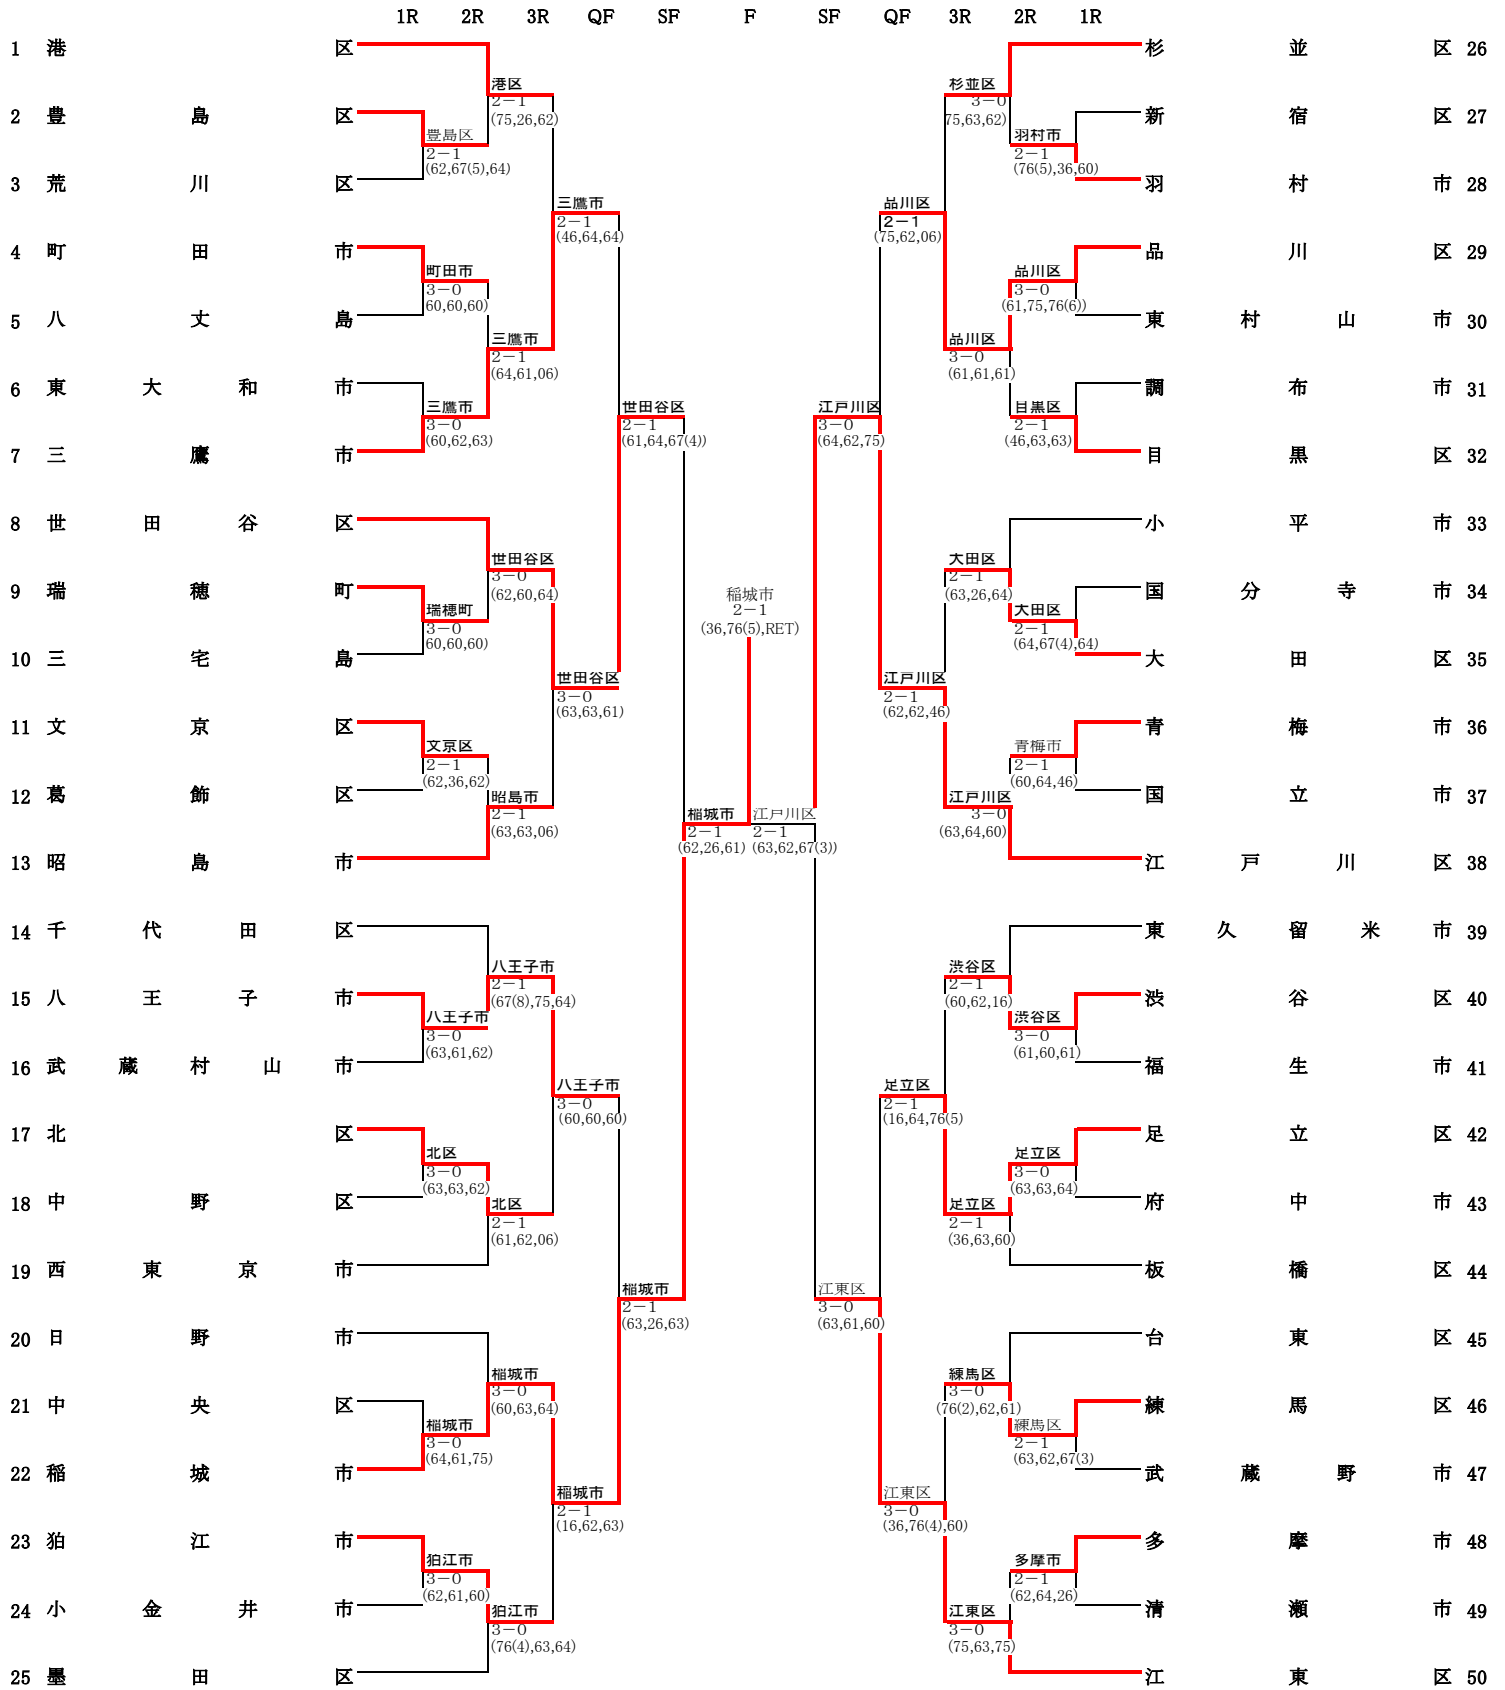 1R 2R 3R QF SF F SF QF 3R 2R 1R
1 港区
2 豊島区
3 荒川区
4 町田市
5 八丈島
6 東大和市
7 三鷹市
8 世田谷区
9 瑞穂町
10 三宅島
11 文京区
12 葛飾区
13 昭島市
14 千代田区
15 八王子市
16 武蔵村山市
17 北区
18 中野区
19 西東京市
20 日野市
21 中央区
22 稲城市
23 狛江市
24 小金井市
25 墨田区
豊島区
2-1
(62,67(5),64)
町田市
3-0
60,60,60)
三鷹市
3-0
(60,62,63)
瑞穂町
3-0
60,60,60)
文京区
2-1
(62,36,62)
八王子市
3-0
(63,61,62)
北区
3-0
(63,63,62)
稲城市
3-0
(64,61,75)
狛江市
3-0
(62,61,60)
港区
2-1
(75,26,62)
三鷹市
2-1
(64,61,06)
世田谷区
3-0
(62,60,64)
昭島市
2-1
(63,63,06)
八王子市
2-1
(67(8),75,64)
北区
2-1
(61,62,06)
稲城市
3-0
(60,63,64)
狛江市
3-0
(76(4),63,64)
三鷹市
2-1
(46,64,64)
世田谷区
3-0
(63,63,61)
八王子市
3-0
(60,60,60)
稲城市
2-1
(16,62,63)
世田谷区
2-1
(61,64,67(4))
稲城市
2-1
(63,26,63)
稲城市
2-1
(62,26,61)
稲城市
2-1
(36,76(5),RET)
江戸川区
2-1
(63,62,67(3))
江戸川区
3-0
(64,62,75)
江東区
3-0
(63,61,60)
品川区
2-1
(75,62,06)
江戸川区
2-1
(62,62,46)
足立区
2-1
(16,64,76(5)
江東区
3-0
(36,76(4),60)
杉並区
3-0
75,63,62)
品川区
3-0
(61,61,61)
大田区
2-1
(63,26,64)
江戸川区
3-0
(63,64,60)
渋谷区
2-1
(60,62,16)
足立区
2-1
(36,63,60)
練馬区
3-0
(76(2),62,61)
江東区
3-0
(75,63,75)
羽村市
2-1
(76(5),36,60)
品川区
3-0
(61,75,76(6))
目黒区
2-1
(46,63,63)
大田区
2-1
(64,67(4),64)
青梅市
2-1
(60,64,46)
渋谷区
3-0
(61,60,61)
足立区
3-0
(63,63,64)
練馬区
2-1
(63,62,67(3)
多摩市
2-1
(62,64,26)
杉並区 26
新宿区 27
羽村市 28
品川区 29
東村山市 30
調布市 31
目黒区 32
小平市 33
国分寺市 34
大田区 35
青梅市 36
国立市 37
江戸川区 38
東久留米市 39
渋谷区 40
福生市 41
足立区 42
府中市 43
板橋区 44
台東区 45
練馬区 46
武蔵野市 47
多摩市 48
清瀬市 49
江東区 50